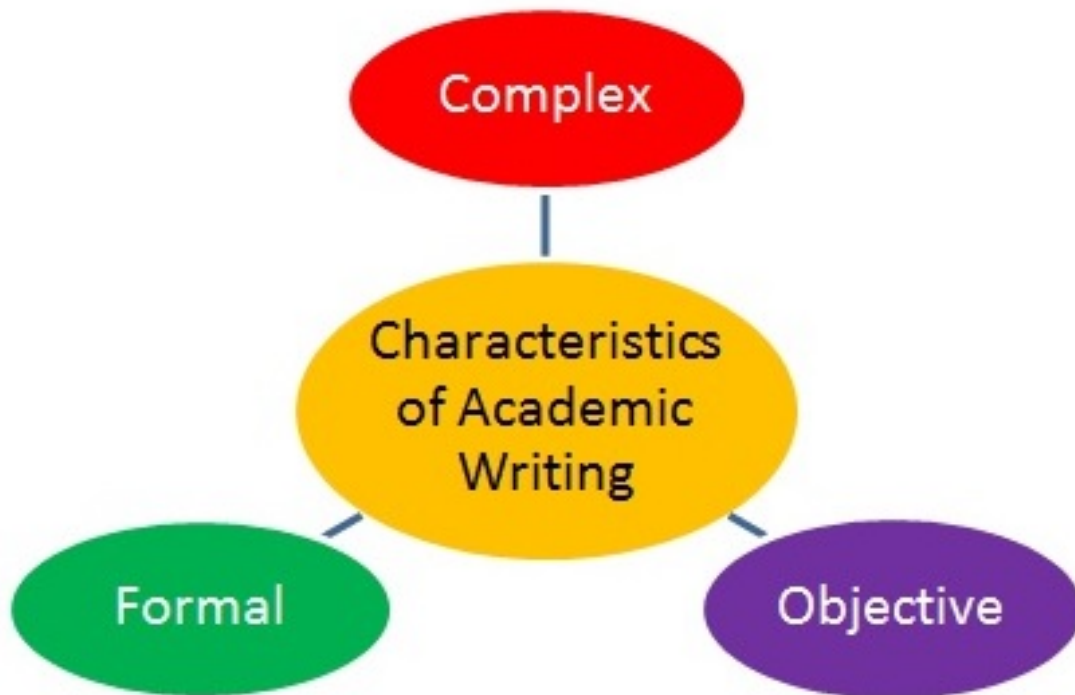 Complex
Characteristics
of Academic
Writing
Formal
Objective